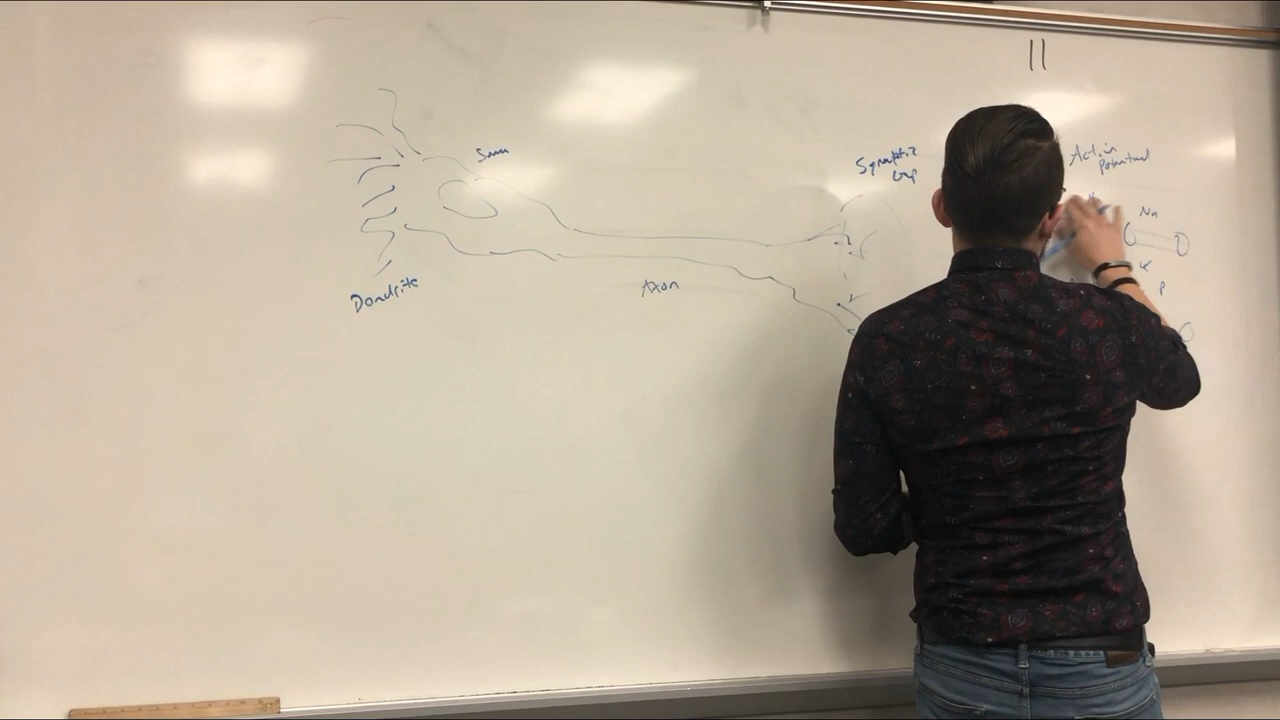 11
Soma
Synaptic
Gap
Action
Potential
Na
K
P
Axon
Dendrite